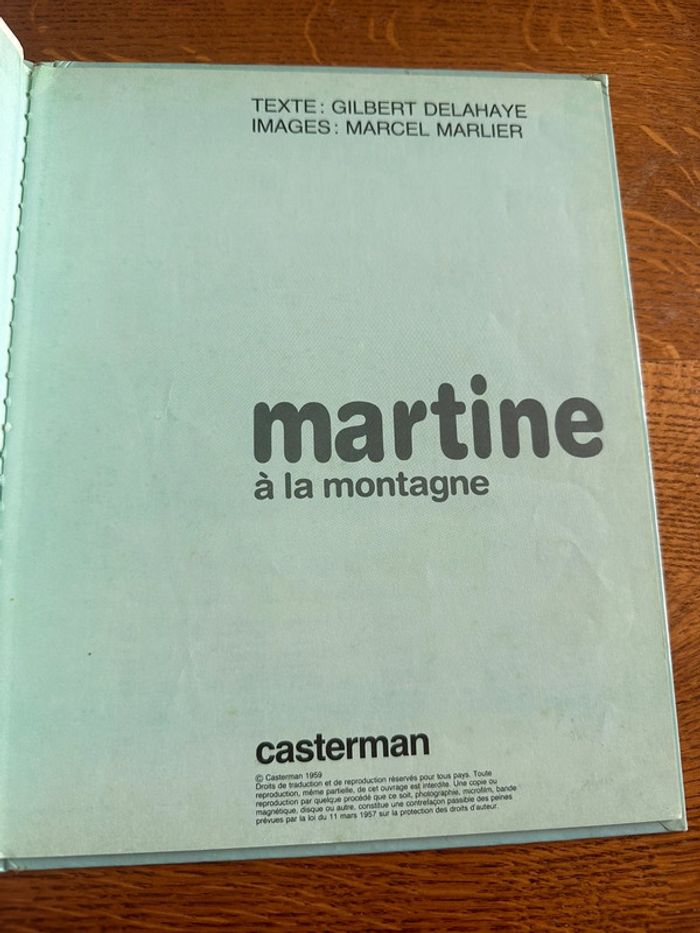 TEXTE: GILBERT DELAHAYE
IMAGES: MARCEL MARLIER
martine
à la montagne
casterman
© Casterman 1959
Droits de traduction et de reproduction réservés pour tous pays. Toute
reproduction, même partielle, de cet ouvrage est interdite. Une copie ou
reproduction par quelque procédé que ce soit, photographie, microfilm, bande
magnétique, disque ou autre, constitue une contrefaçon passible des peines
prévues par la loi du 11 mars 1957 sur la protection des droits d'auteur.